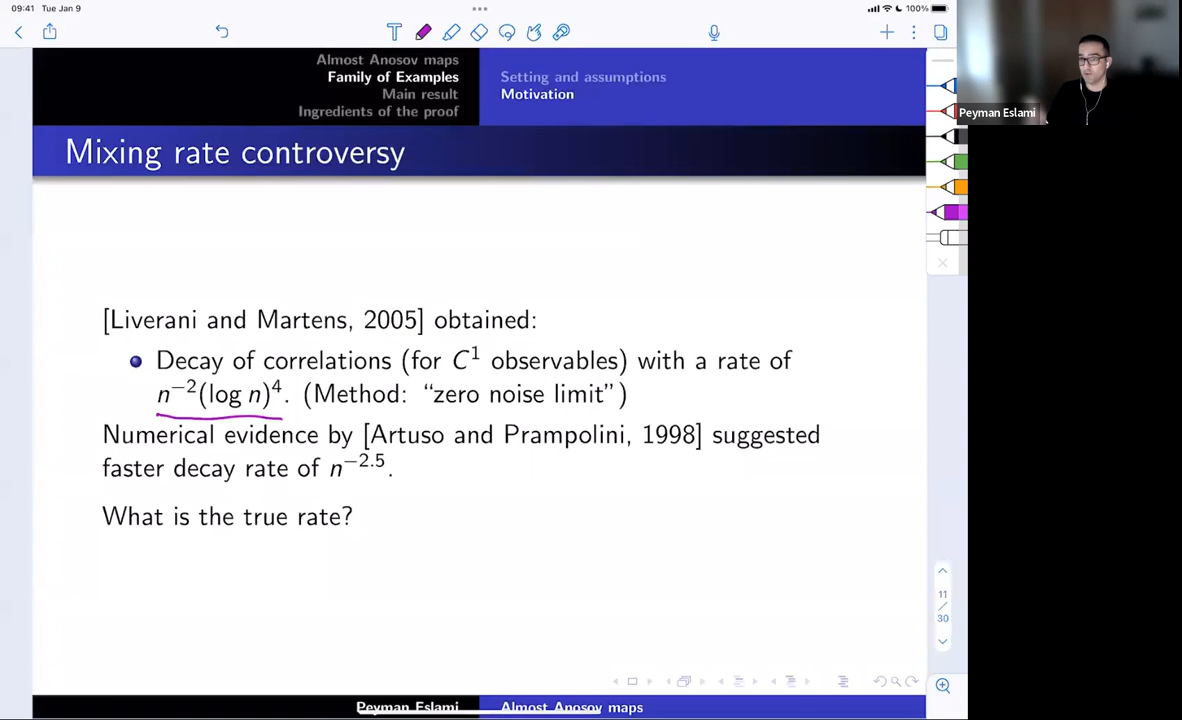 09:41 Tue Jan 9
100%
Almost Anosov maps
Family of Examples
Main result
Ingredients of the proof
Setting and assumptions
Motivation
Peyman Eslami
Mixing rate controversy
[Liverani and Martens, 2005] obtained:
Decay of correlations (for C¹ observables) with a rate of
n⁻²(log n)⁴. (Method: “zero noise limit”)
Numerical evidence by [Artuso and Prampolini, 1998] suggested
faster decay rate of n^−2.5.
What is the true rate?
11
/
30
Peyman Eslami
Almost Anosov maps